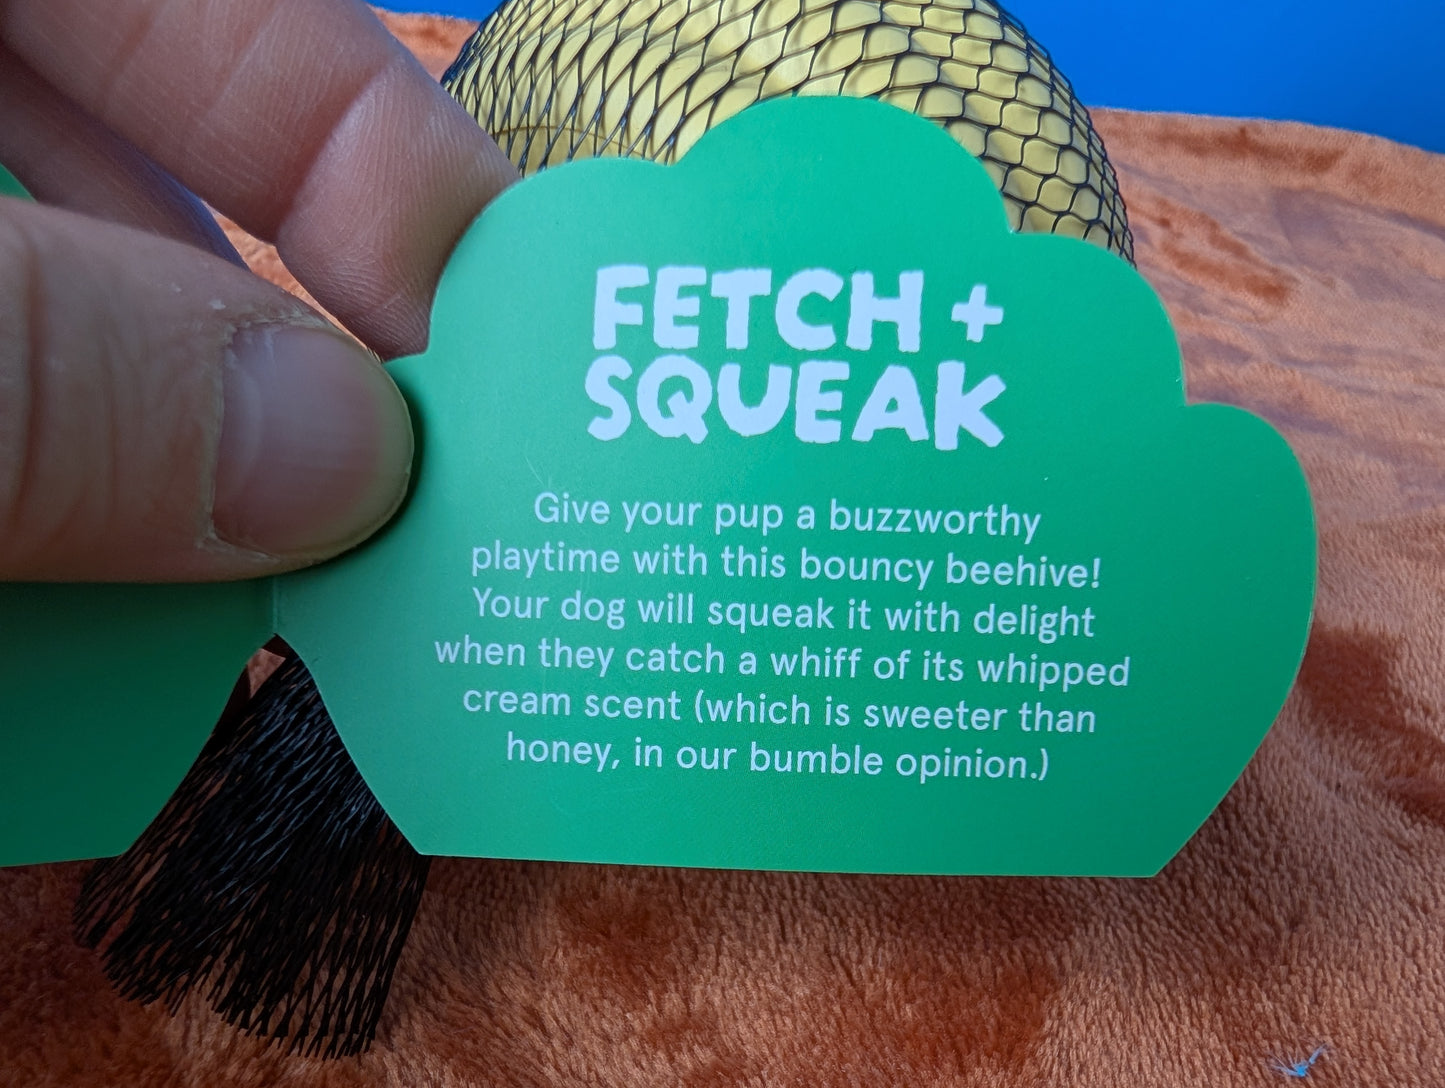 FETCH +
SQUEAK
Give your pup a buzzworthy
playtime with this bouncy beehive!
Your dog will squeak it with delight
when they catch a whiff of its whipped
cream scent (which is sweeter than
honey, in our bumble opinion.)